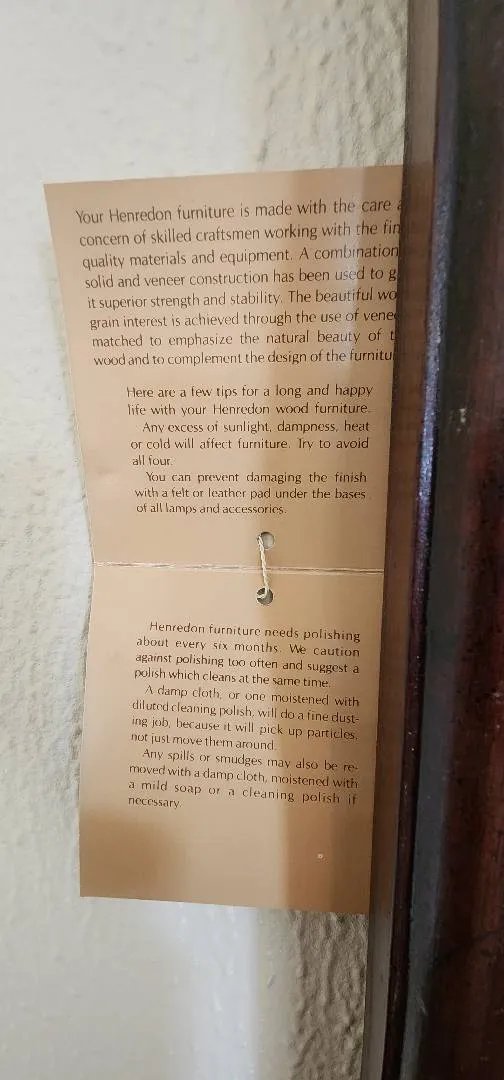 Your Henredon furniture is made with the care
concern of skilled craftsmen working with the
quality materials and equipment. A combination
solid and veneer construction has been used to
it superior strength and stability. The beautiful
grain interest is achieved through the use of
matched to emphasize the natural beauty of
wood and to complement the design of the
Here are a few tips for a long and happy
life with your Henredon wood furniture.
Any excess of sunlight, dampness, heat
or cold will affect furniture. Try to avoid
all four.
You can prevent damaging the finish
with a felt or leather pad under the bases
of all lamps and accessories.
Henredon furniture needs polishing
about every six months. We caution
against polishing too often and suggest a
polish which cleans at the same time.
A damp cloth, or one moistened with
diluted cleaning polish, will do a fine dust-
ing job, because it will pick up particles,
not just move them around.
Any spills or smudges may also be re-
moved with a damp cloth, moistened with
a mild soap or a cleaning polish if
necessary.